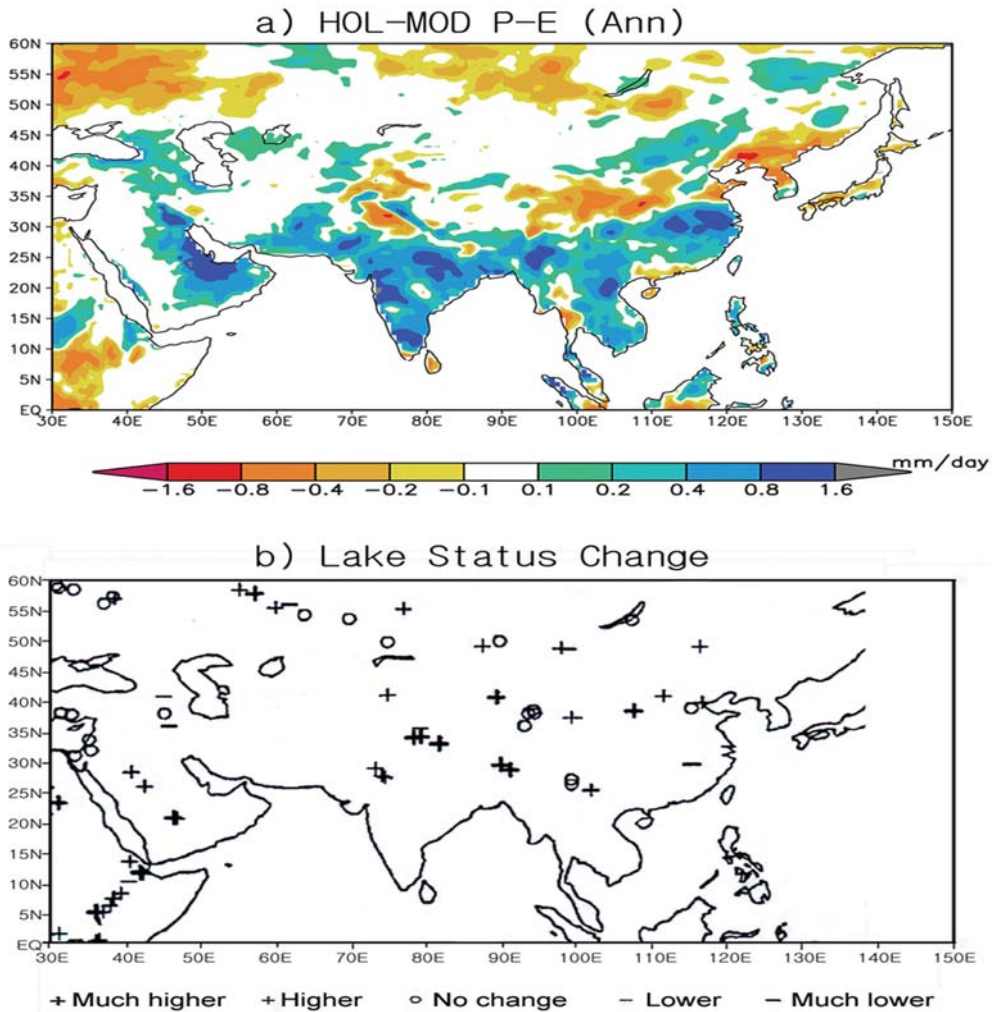 a) HOL-MOD P-E (Ann)
60N
55N
50N
45N
40N
35N
30N
25N
20N
15N
10N
5N
EQ
30E 40E 50E 60E 70E 80E 90E 100E 110E 120E 130E 140E 150E
mm/day
-1.6 -0.8 -0.4 -0.2 -0.1 0.1 0.2 0.4 0.8 1.6
b) Lake Status Change
60N
55N
50N
45N
40N
35N
30N
25N
20N
15N
10N
5N
EQ
30E 40E 50E 60E 70E 80E 90E 100E 110E 120E 130E 140E 150E
+ Much higher + Higher o No change - Lower - Much lower